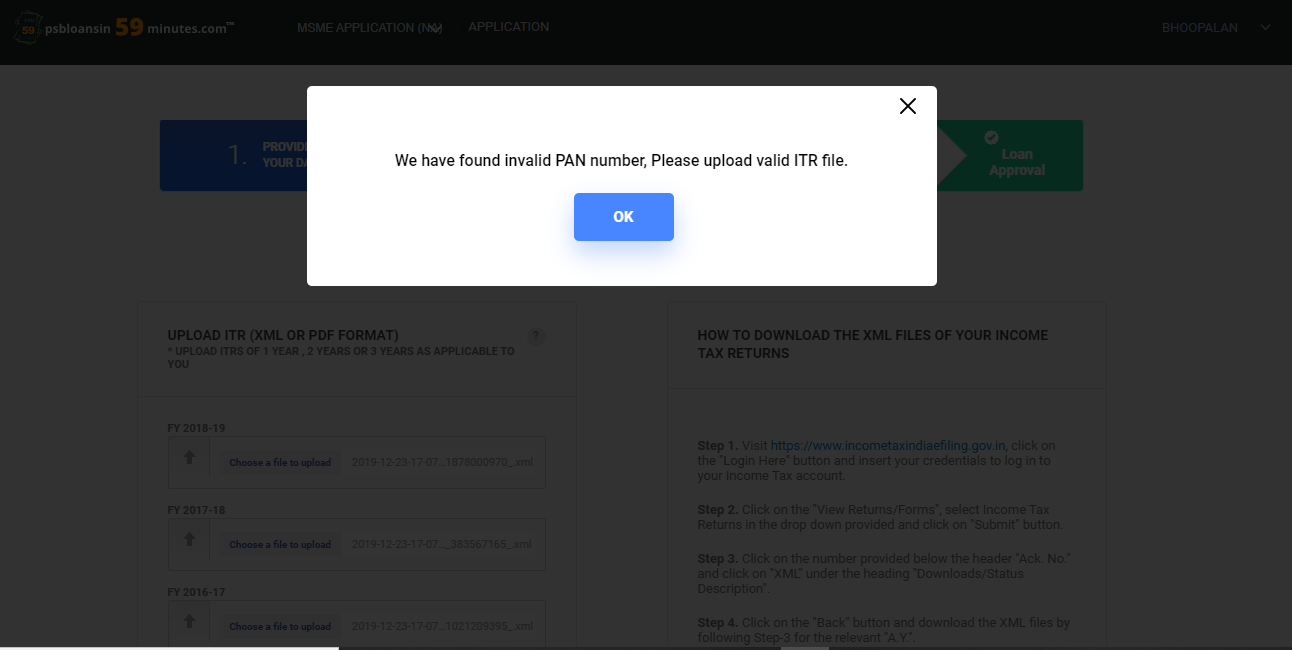 psbloansin 59 minutes.com™
MSME APPLICATION
APPLICATION
BHOOPALAN
We have found invalid PAN number, Please upload valid ITR file.
OK
1.
YOUR
Loan
Approval
UPLOAD ITR (XML OR PDF FORMAT)
?
* UPLOAD ITRS OF 1 YEAR , 2 YEARS OR 3 YEARS AS APPLICABLE TO
YOU
FY 2018-19
Choose a file to upload
2019-12-23-17-07...1878000970_.xml
FY 2017-18
Choose a file to upload
2019-12-23-17-07..._383567165_.xml
FY 2016-17
Choose a file to upload
2019-12-23-17-07...1021209395_.xml
HOW TO DOWNLOAD THE XML FILES OF YOUR INCOME
TAX RETURNS
Step 1. Visit https://www.incometaxindiaefiling.gov.in, click on
the "Login Here" button and insert your credentials to log in to
your Income Tax account.
Step 2. Click on the "View Returns/Forms", select Income Tax
Returns in the drop down provided and click on "Submit" button.
Step 3. Click on the number provided below the header "Ack. No."
and click on "XML" under the heading "Downloads/Status
Description".
Step 4. Click on the "Back" button and download the XML files by
following Step-3 for the relevant "A.Y.".